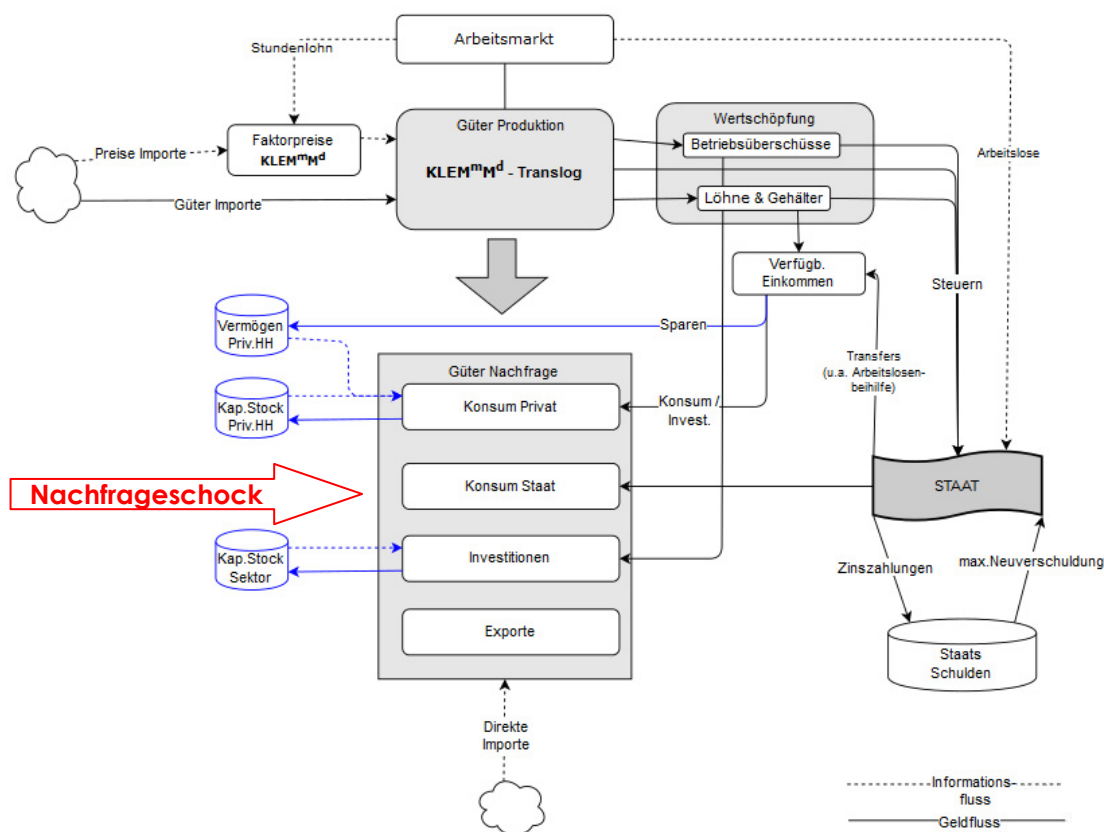 Arbeitsmarkt
Stundenlohn
Güter Produktion
KLEMᵐMᵈ - Translog
Wertschöpfung
Betriebsüberschüsse
Löhne & Gehälter
Faktorpreise
KLEMᵐMᵈ
Preise Importe
Güter Importe
Arbeitslose
Verfügb.
Einkommen
Steuern
Sparen
Vermögen
Priv.HH
Transfers
(u.a. Arbeitslosen-
beihilfe)
Güter Nachfrage
Konsum Privat
Konsum /
Invest.
Kap.Stock
Priv.HH
Nachfrageschock
Konsum Staat
STAAT
Kap.Stock
Sektor
Investitionen
Zinszahlungen
max.Neuverschuldung
Exporte
Staats
Schulden
Direkte
Importe
Informations-
fluss
Geldfluss